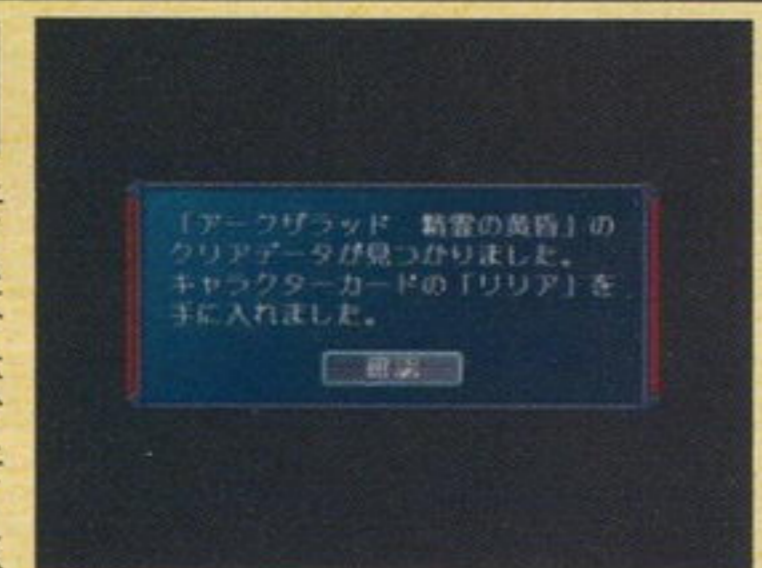 「アークザラッド 精霊の黄昏」の
クリアデータが見つかりました。
キャラクターカードの「リリア」を
手に入れました。
確認